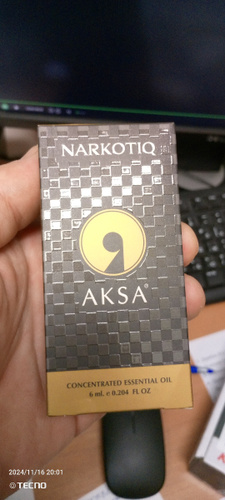 NARKOTIQ
AKSA®
CONCENTRATED ESSENTIAL OIL
6 ml. e 0.204 FL OZ
2024/11/16 20:01
TECNO